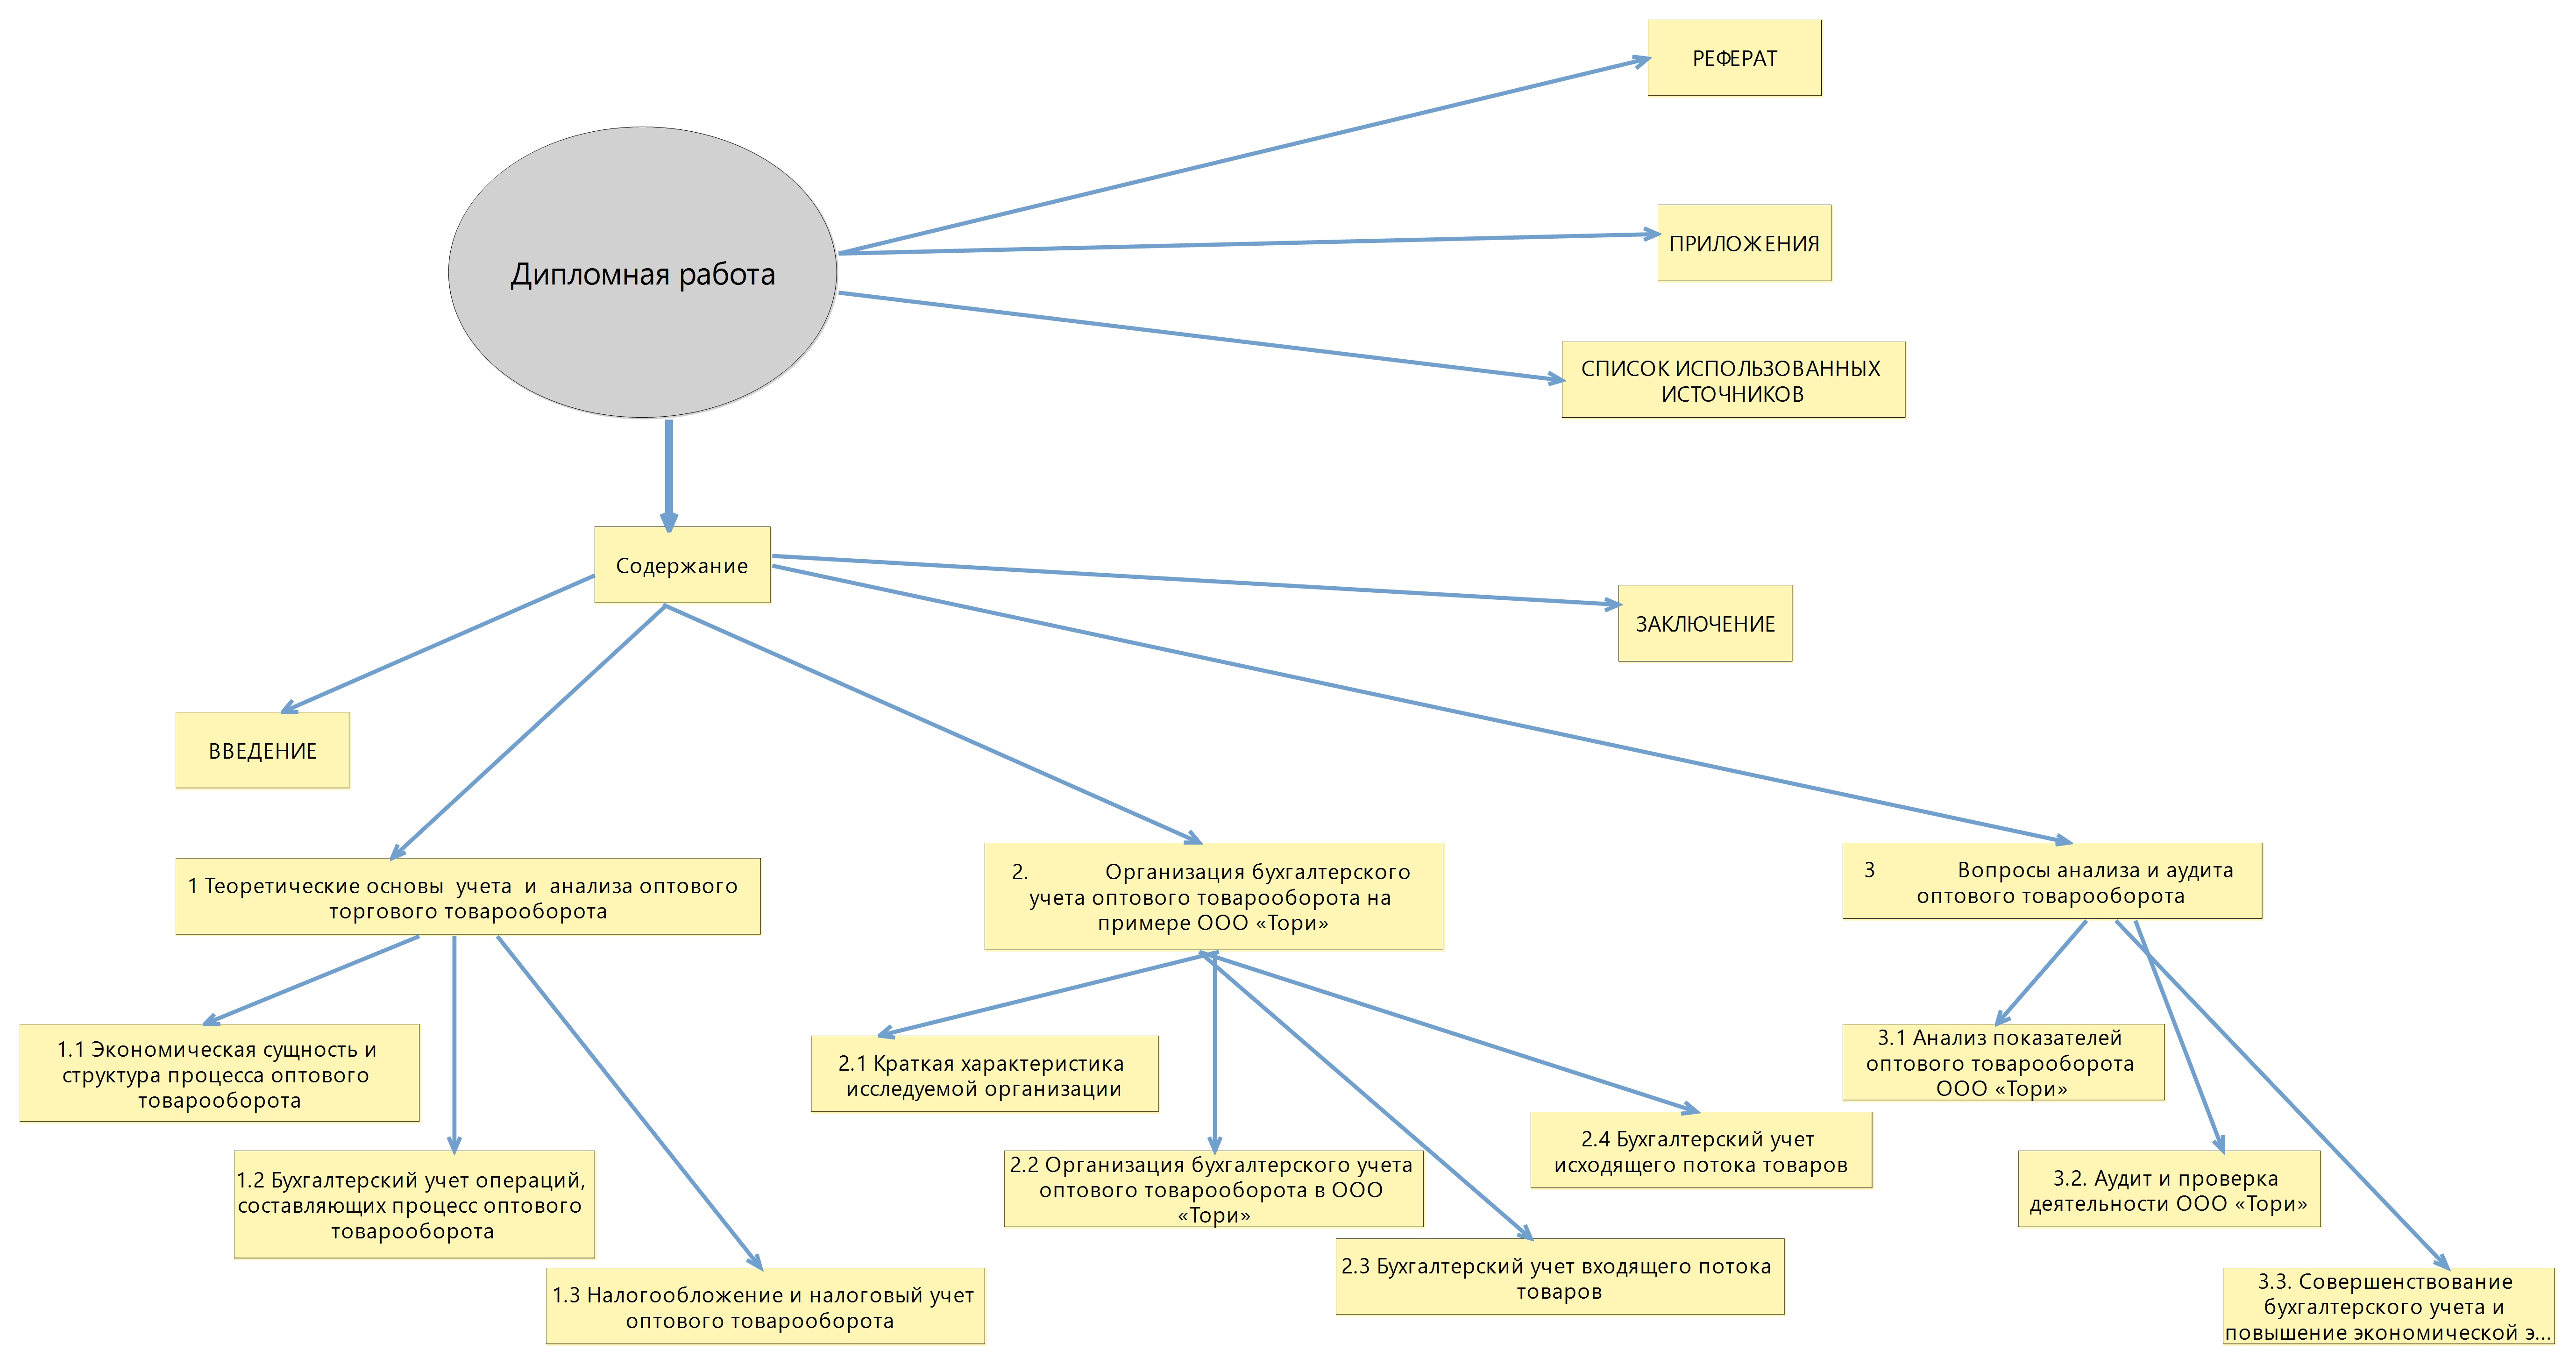 РЕФЕРАТ
ПРИЛОЖЕНИЯ
Дипломная работа
СПИСОК ИСПОЛЬЗОВАННЫХ
ИСТОЧНИКОВ
Содержание
ЗАКЛЮЧЕНИЕ
ВВЕДЕНИЕ
1 Теоретические основы учета и анализа оптового
торгового товарооборота
2. Организация бухгалтерского
учета оптового товарооборота на
примере ООО «Тори»
3 Вопросы анализа и аудита
оптового товарооборота
1.1 Экономическая сущность и
структура процесса оптового
товарооборота
1.2 Бухгалтерский учет операций,
составляющих процесс оптового
товарооборота
1.3 Налогообложение и налоговый учет
оптового товарооборота
2.1 Краткая характеристика
исследуемой организации
2.2 Организация бухгалтерского учета
оптового товарооборота в ООО
«Тори»
2.3 Бухгалтерский учет входящего потока
товаров
2.4 Бухгалтерский учет
исходящего потока товаров
3.1 Анализ показателей
оптового товарооборота
ООО «Тори»
3.2. Аудит и проверка
деятельности ООО «Тори»
3.3. Совершенствование
бухгалтерского учета и
повышение экономической э...